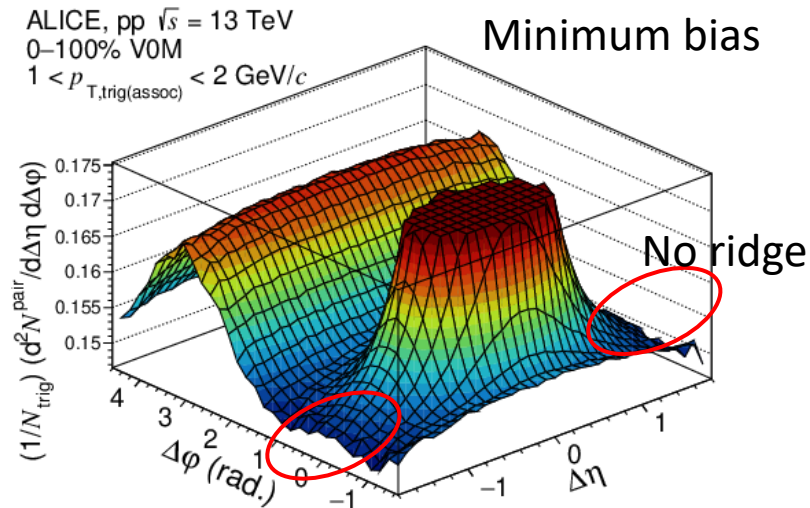 ALICE, pp √s = 13 TeV
Minimum bias
0−100% V0M
1 < p_T,trig(assoc) < 2 GeV/c
No ridge
(1/N_trig) (d²N^pair/dΔη dΔφ)
0.175
0.17
0.165
0.16
0.155
0.15
4 3 2 1 0 −1
Δφ (rad.)
−1 0 1
Δη